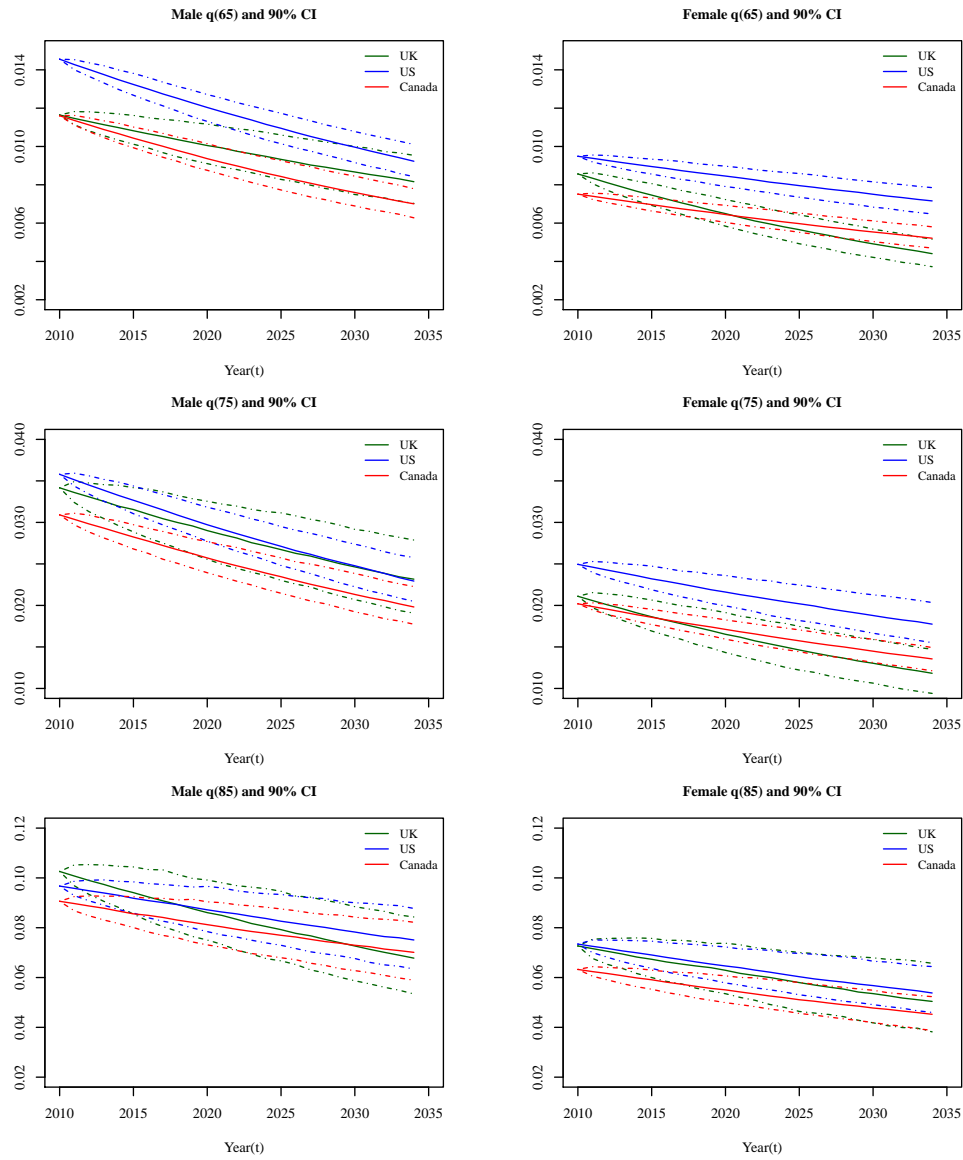 Male q(65) and 90% CI
0.014
0.010
0.006
0.002
UK
US
Canada
2010 2015 2020 2025 2030 2035
Year(t)
Female q(65) and 90% CI
0.014
0.010
0.006
0.002
UK
US
Canada
2010 2015 2020 2025 2030 2035
Year(t)
Male q(75) and 90% CI
0.040
0.030
0.020
0.010
UK
US
Canada
2010 2015 2020 2025 2030 2035
Year(t)
Female q(75) and 90% CI
0.040
0.030
0.020
0.010
UK
US
Canada
2010 2015 2020 2025 2030 2035
Year(t)
Male q(85) and 90% CI
0.12
0.10
0.08
0.06
0.04
0.02
UK
US
Canada
2010 2015 2020 2025 2030 2035
Year(t)
Female q(85) and 90% CI
0.12
0.10
0.08
0.06
0.04
0.02
UK
US
Canada
2010 2015 2020 2025 2030 2035
Year(t)